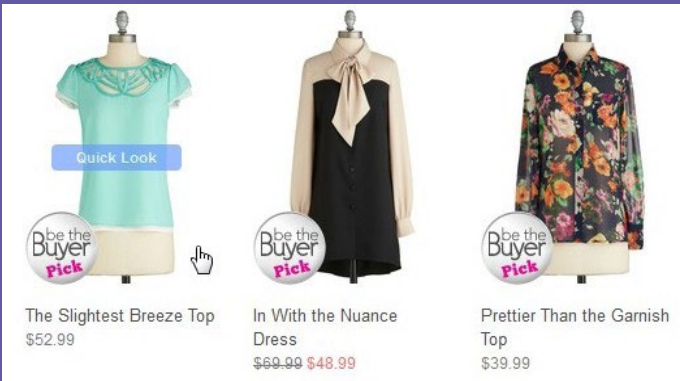 Quick Look
be the
Buyer
Pick
be the
Buyer
Pick
be the
Buyer
Pick
The Slightest Breeze Top
$52.99
In With the Nuance
Dress
$69.99 $48.99
Prettier Than the Garnish
Top
$39.99